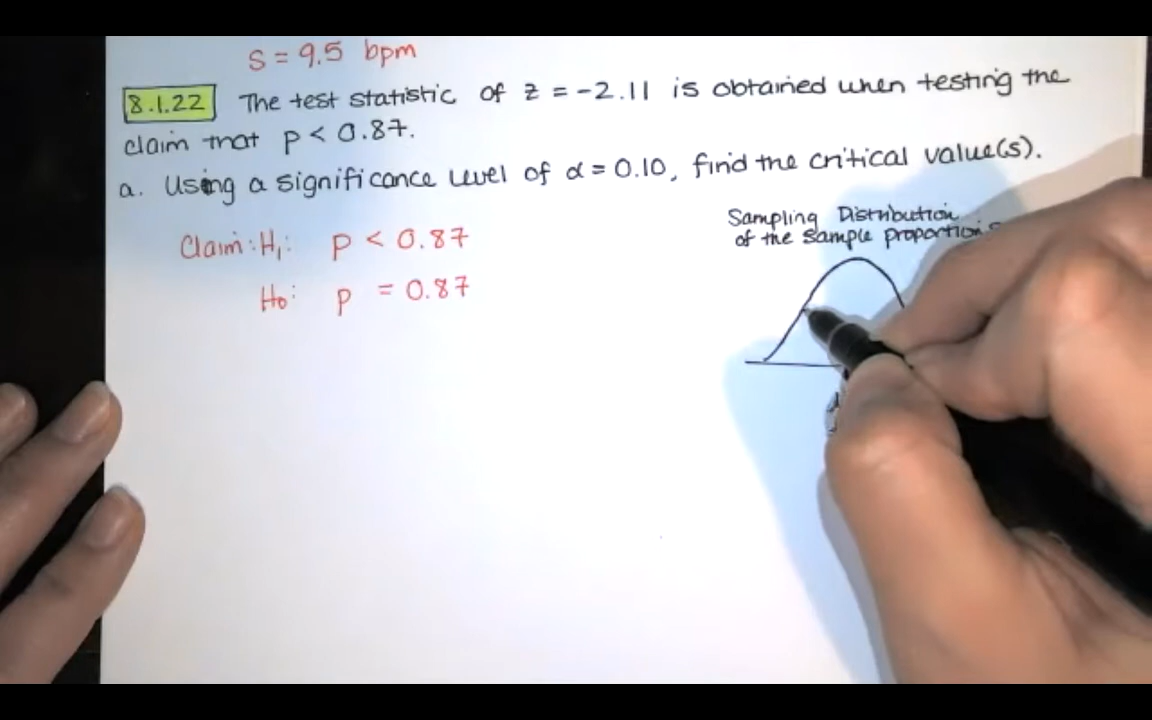 S = 9.5 bpm
8.1.22 The test statistic of z = -2.11 is obtained when testing the
claim that p < 0.87.
a. Using a significance level of α = 0.10, find the critical value(s).
Claim: H₁: p < 0.87
H₀: p = 0.87
Sampling Distribution
of the sample proportion